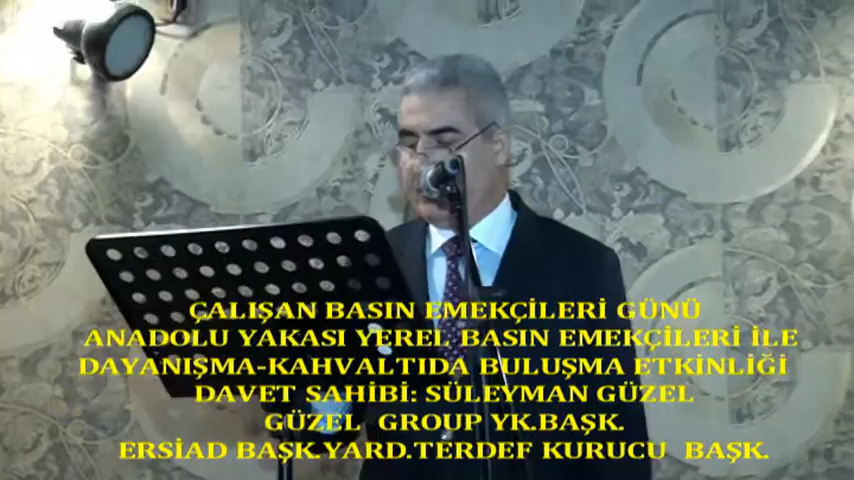 ÇALIŞAN BASIN EMEKÇİLERİ GÜNÜ
ANADOLU YAKASI YEREL BASIN EMEKÇİLERİ İLE
DAYANIŞMA-KAHVALTIDA BULUŞMA ETKİNLİĞİ
DAVET SAHİBİ: SÜLEYMAN GÜZEL
GÜZEL GROUP YK.BAŞK.
ERSİAD BAŞK.YARD.TERDEF KURUCU BAŞK.